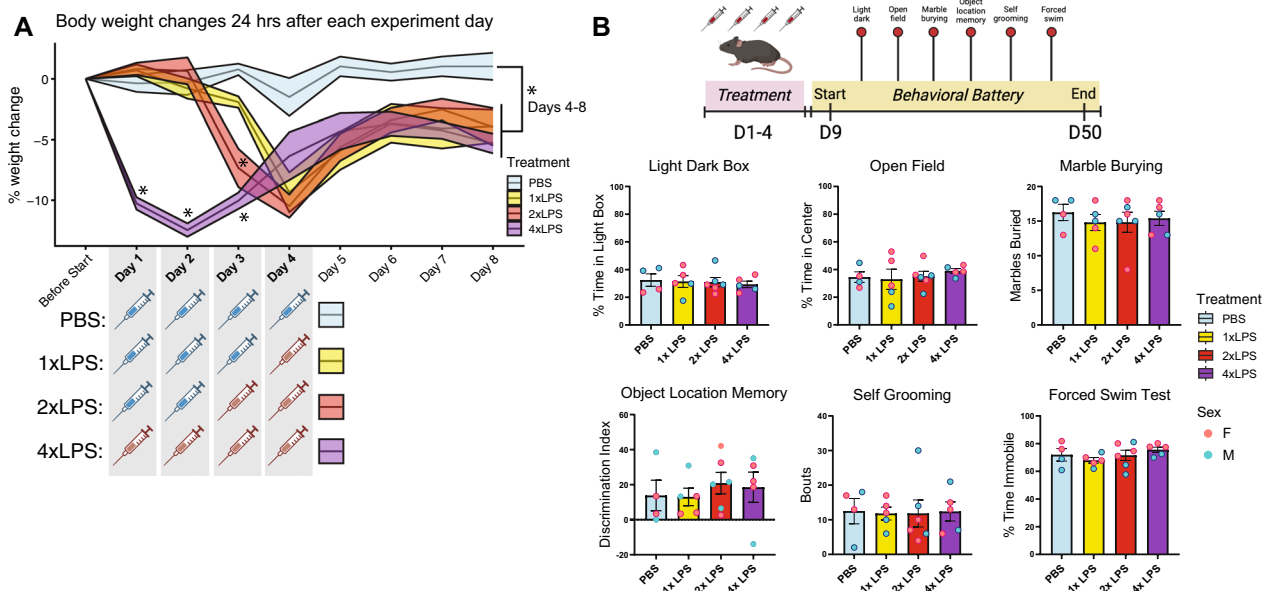 A
Body weight changes 24 hrs after each experiment day
% weight change
0
−5
−10
*
*
*
*
*
Days 4-8
Treatment
PBS
1xLPS
2xLPS
4xLPS
Before Start
Day 1
Day 2
Day 3
Day 4
Day 5
Day 6
Day 7
Day 8
PBS:
1xLPS:
2xLPS:
4xLPS:
B
Light
dark
Open
field
Marble
burying
Object
location
memory
Self
grooming
Forced
swim
Treatment
Start
Behavioral Battery
End
D1-4
D9
D50
Light Dark Box
% Time in Light Box
100
80
60
40
20
0
PBS
1x LPS
2x LPS
4x LPS
Open Field
% Time in Center
100
80
60
40
20
0
PBS
1x LPS
2x LPS
4x LPS
Marble Burying
Marbles Buried
20
15
10
5
0
PBS
1x LPS
2x LPS
4x LPS
Treatment
PBS
1xLPS
2xLPS
4xLPS
Sex
F
M
Object Location Memory
Discrimination Index
60
40
20
0
-20
PBS
1x LPS
2x LPS
4x LPS
Self Grooming
Bouts
40
30
20
10
0
PBS
1x LPS
2x LPS
4x LPS
Forced Swim Test
% Time Immobile
100
80
60
40
20
0
PBS
1x LPS
2x LPS
4x LPS